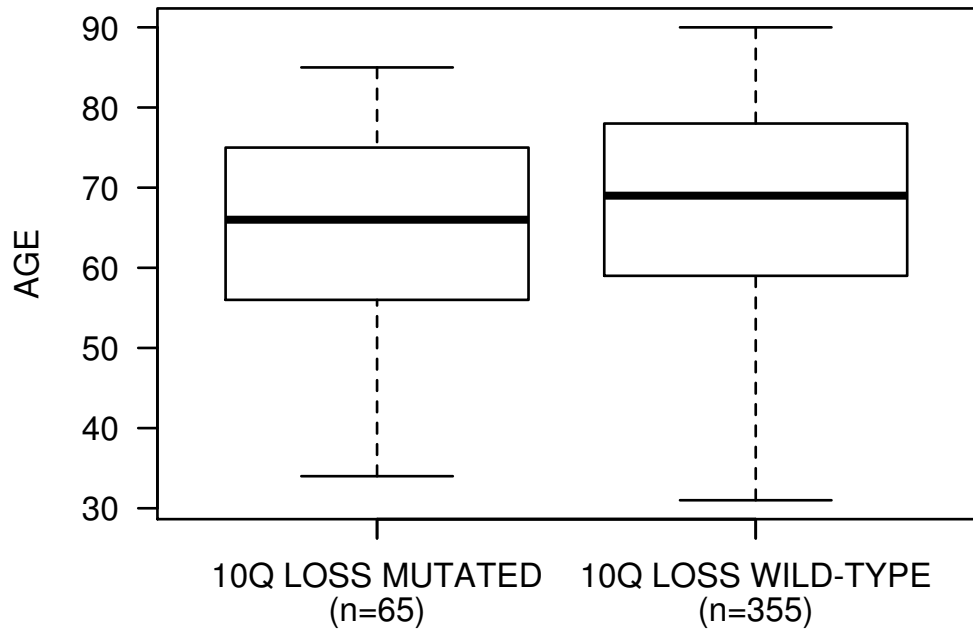 AGE
90
80
70
60
50
40
30
10Q LOSS MUTATED
(n=65)
10Q LOSS WILD-TYPE
(n=355)